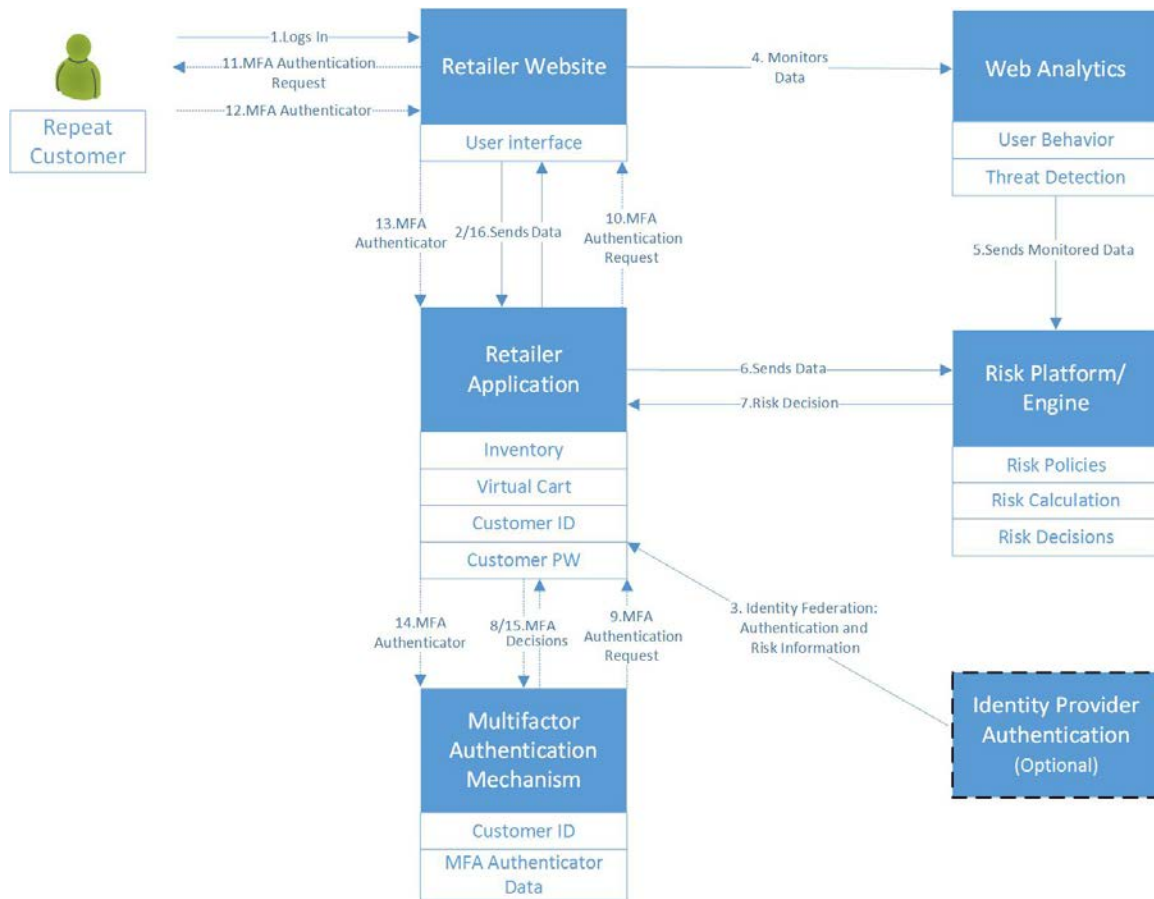 1.Logs In
11.MFA Authentication
Request
12.MFA Authenticator
Repeat
Customer
Retailer Website
User interface
4. Monitors
Data
Web Analytics
User Behavior
Threat Detection
13.MFA
Authenticator
2/16.Sends Data
10.MFA
Authentication
Request
5.Sends Monitored Data
Retailer
Application
Inventory
Virtual Cart
Customer ID
Customer PW
6.Sends Data
7.Risk Decision
Risk Platform/
Engine
Risk Policies
Risk Calculation
Risk Decisions
14.MFA
Authenticator
8/15.MFA
Decisions
9.MFA
Authentication
Request
3. Identity Federation:
Authentication and
Risk Information
Identity Provider
Authentication
(Optional)
Multifactor
Authentication
Mechanism
Customer ID
MFA Authenticator
Data